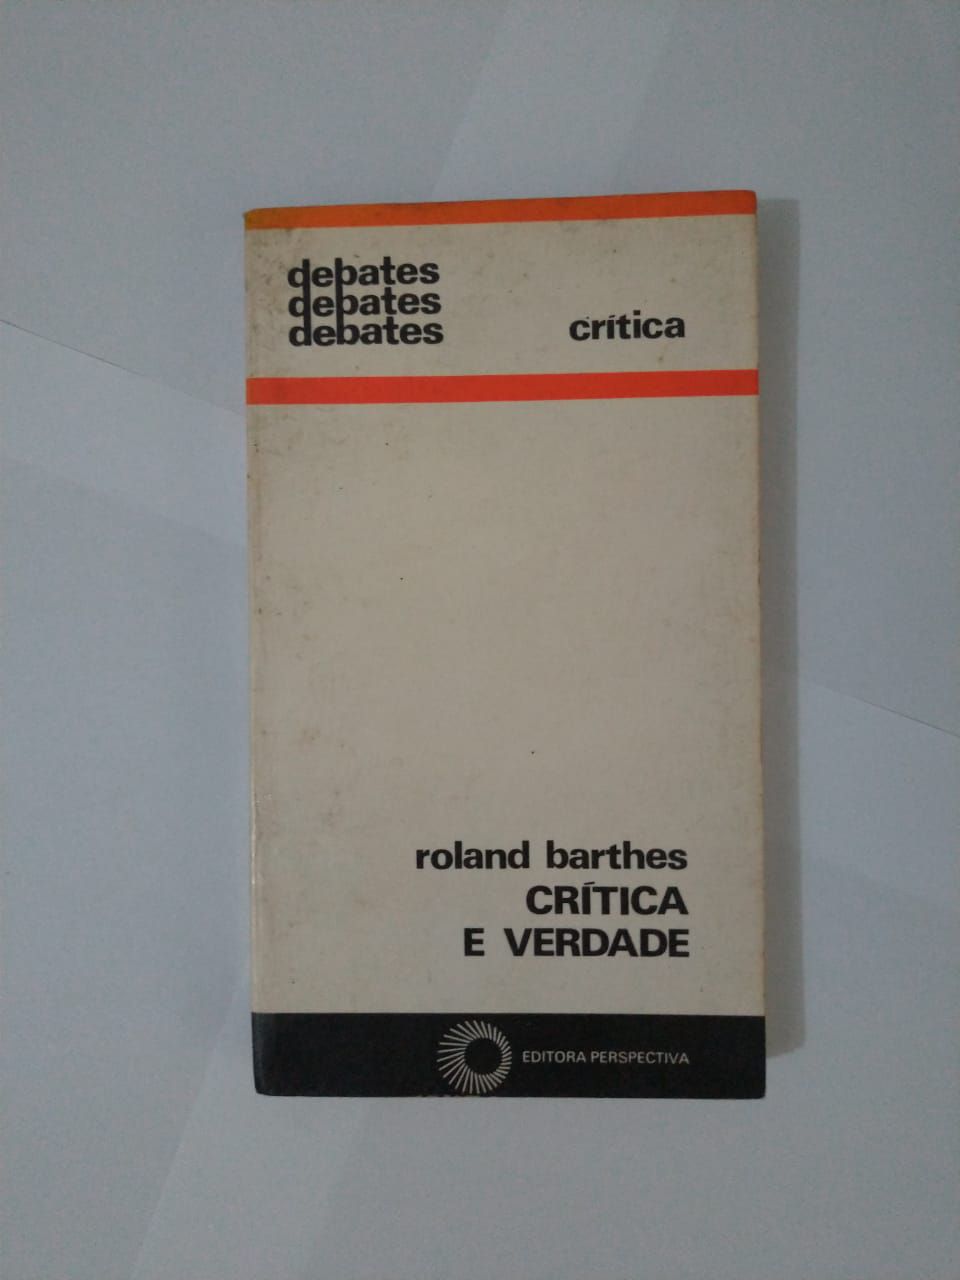 debates
debates
debates
crítica
roland barthes
CRÍTICA
E VERDADE
EDITORA PERSPECTIVA